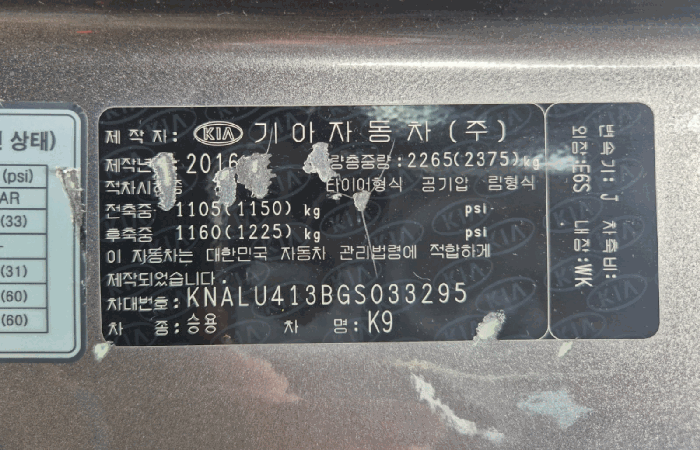 상태)
(psi)
AR
(33)
-
(31)
(60)
(60)
제 작 자: KIA 기아자동차(주)
제작년 2016 량총중량:2265(2375)kg
적차시 중 타이어형식 공기압 림형식
전축중 1105(1150) kg psi
후축중 1160(1225) kg psi
이 자동차는 대한민국 자동차 관리법령에 적합하게
제작되었습니다.
차대번호:KNALU413BGS033295
차 종:승용 차 명:K9
변속기: J 차축비:
외장:E6S 내장:WK